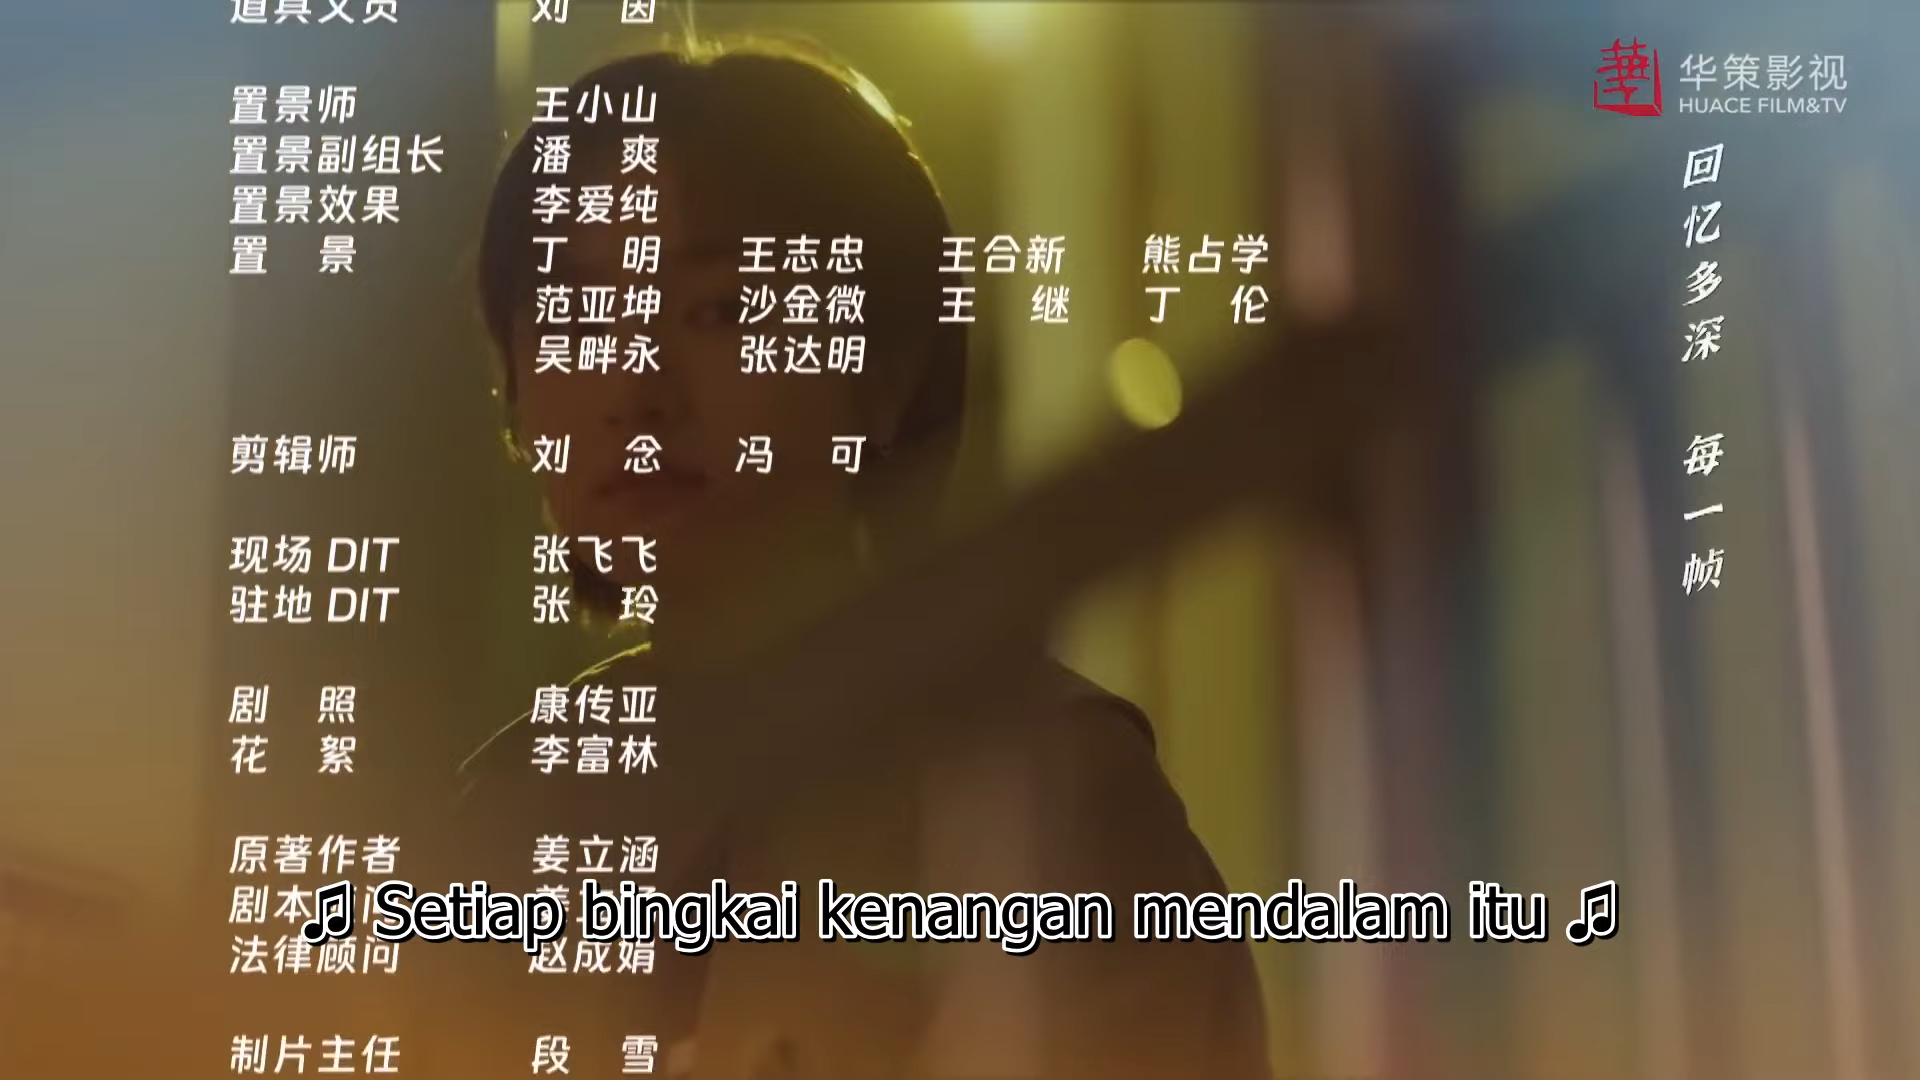 道具文员 刘 茵
华策影视
HUACE FILM&TV
置景师 王小山
置景副组长 潘 爽
置景效果 李爱纯
置 景 丁 明 王志忠 王合新 熊占学
范亚坤 沙金微 王 继 丁 伦
吴畔永 张达明
剪辑师 刘 念 冯 可
现场 DIT 张飞飞
驻地 DIT 张 玲
剧 照 康传亚
花 絮 李富林
原著作者 姜立涵
剧本
法律顾问 赵成娟
制片主任 段 雪
回忆多深 每一帧
♫ Setiap bingkai kenangan mendalam itu ♫